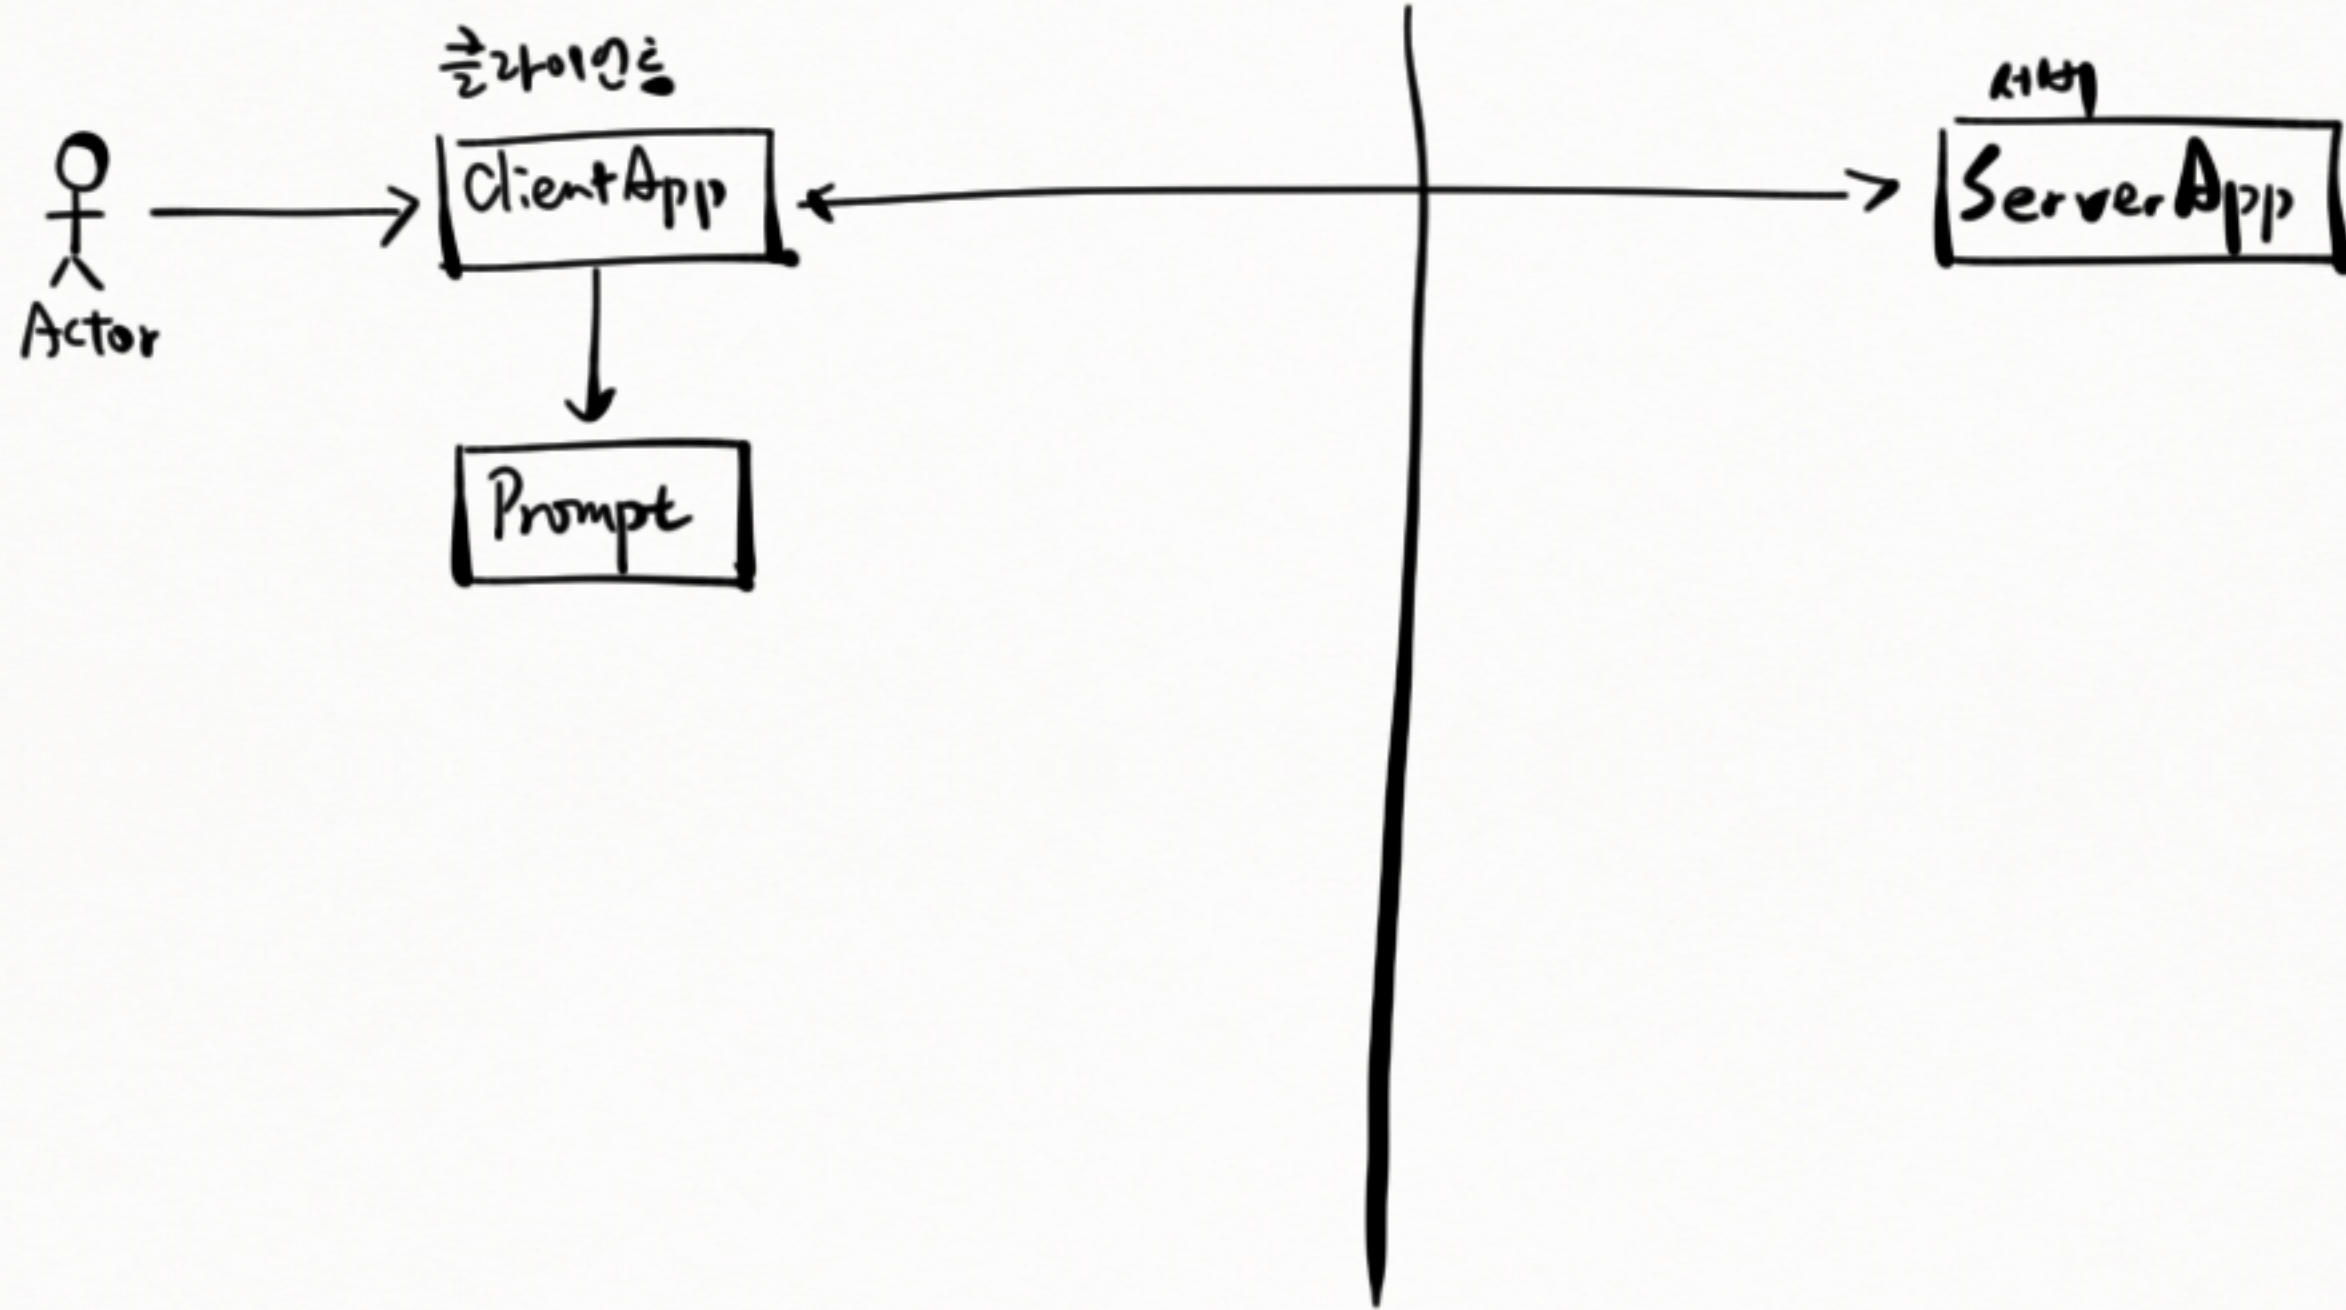 클라이언트
서버
ClientApp
ServerApp
Actor
Prompt